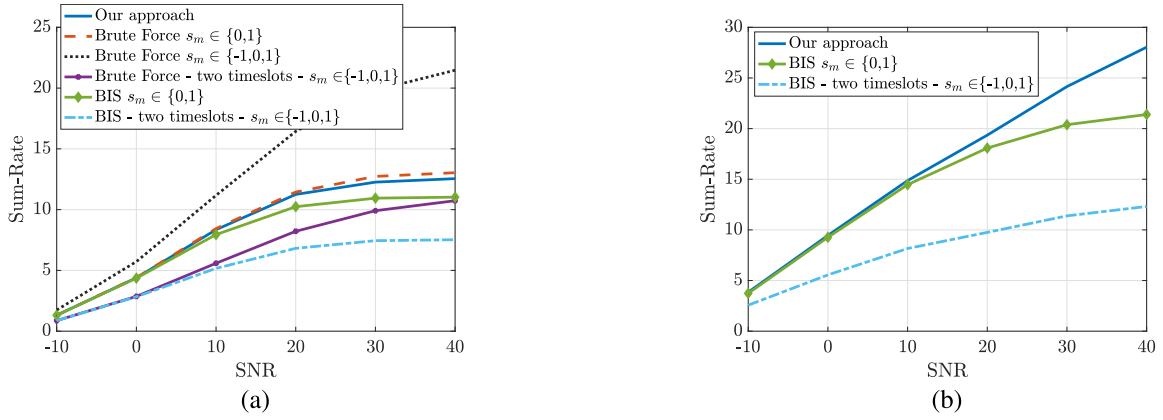 25
20
15
10
5
0
Sum-Rate
-10 0 10 20 30 40
SNR
Our approach
Brute Force s_m ∈ {0,1}
Brute Force s_m ∈ {-1,0,1}
Brute Force - two timeslots - s_m ∈{-1,0,1}
BIS s_m ∈ {0,1}
BIS - two timeslots - s_m ∈{-1,0,1}
(a)
30
25
20
15
10
5
0
Sum-Rate
-10 0 10 20 30 40
SNR
Our approach
BIS s_m ∈ {0,1}
BIS - two timeslots - s_m ∈{-1,0,1}
(b)